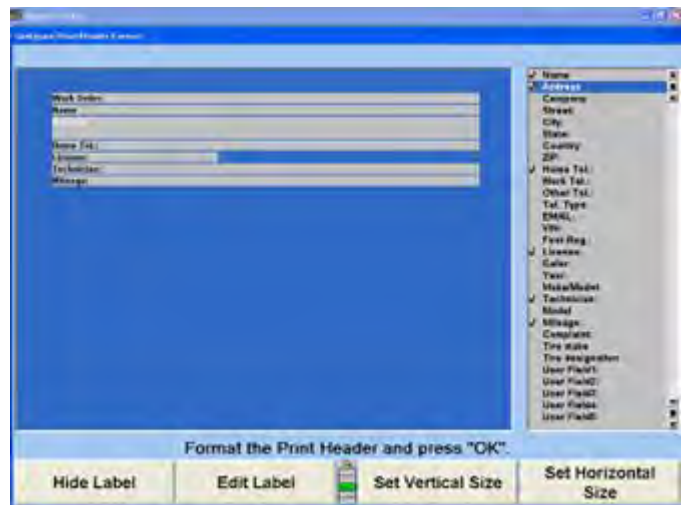 Work Order:
Name
Home Tel.:
License:
Technician:
Mileage:
Name
Address
Company
Street:
City:
State:
Country
ZIP:
Home Tel.:
Work Tel.:
Other Tel.:
Tel. Type
EMAIL:
VIN:
First Reg.:
License:
Color:
Year:
Make/Model
Technician:
Model
Mileage:
Complaint:
Tire make
Tire designation
User Field1:
User Field2:
User Field3:
User Field4:
User Field5:
Format the Print Header and press "OK".
Hide Label
Edit Label
Set Vertical Size
Set Horizontal
Size